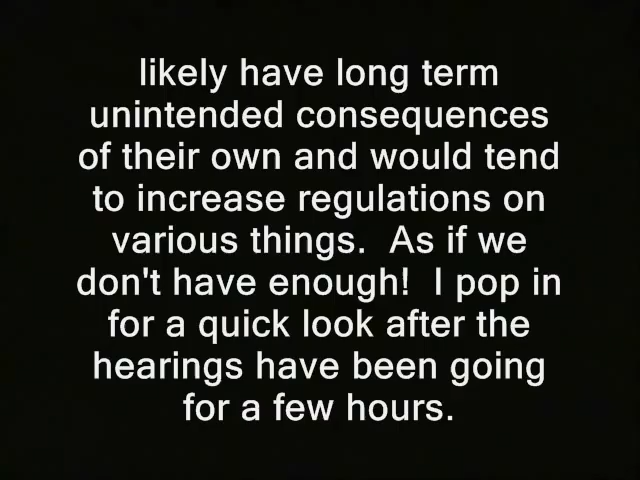 likely have long term
unintended consequences
of their own and would tend
to increase regulations on
various things.  As if we
don't have enough!  I pop in
for a quick look after the
hearings have been going
for a few hours.